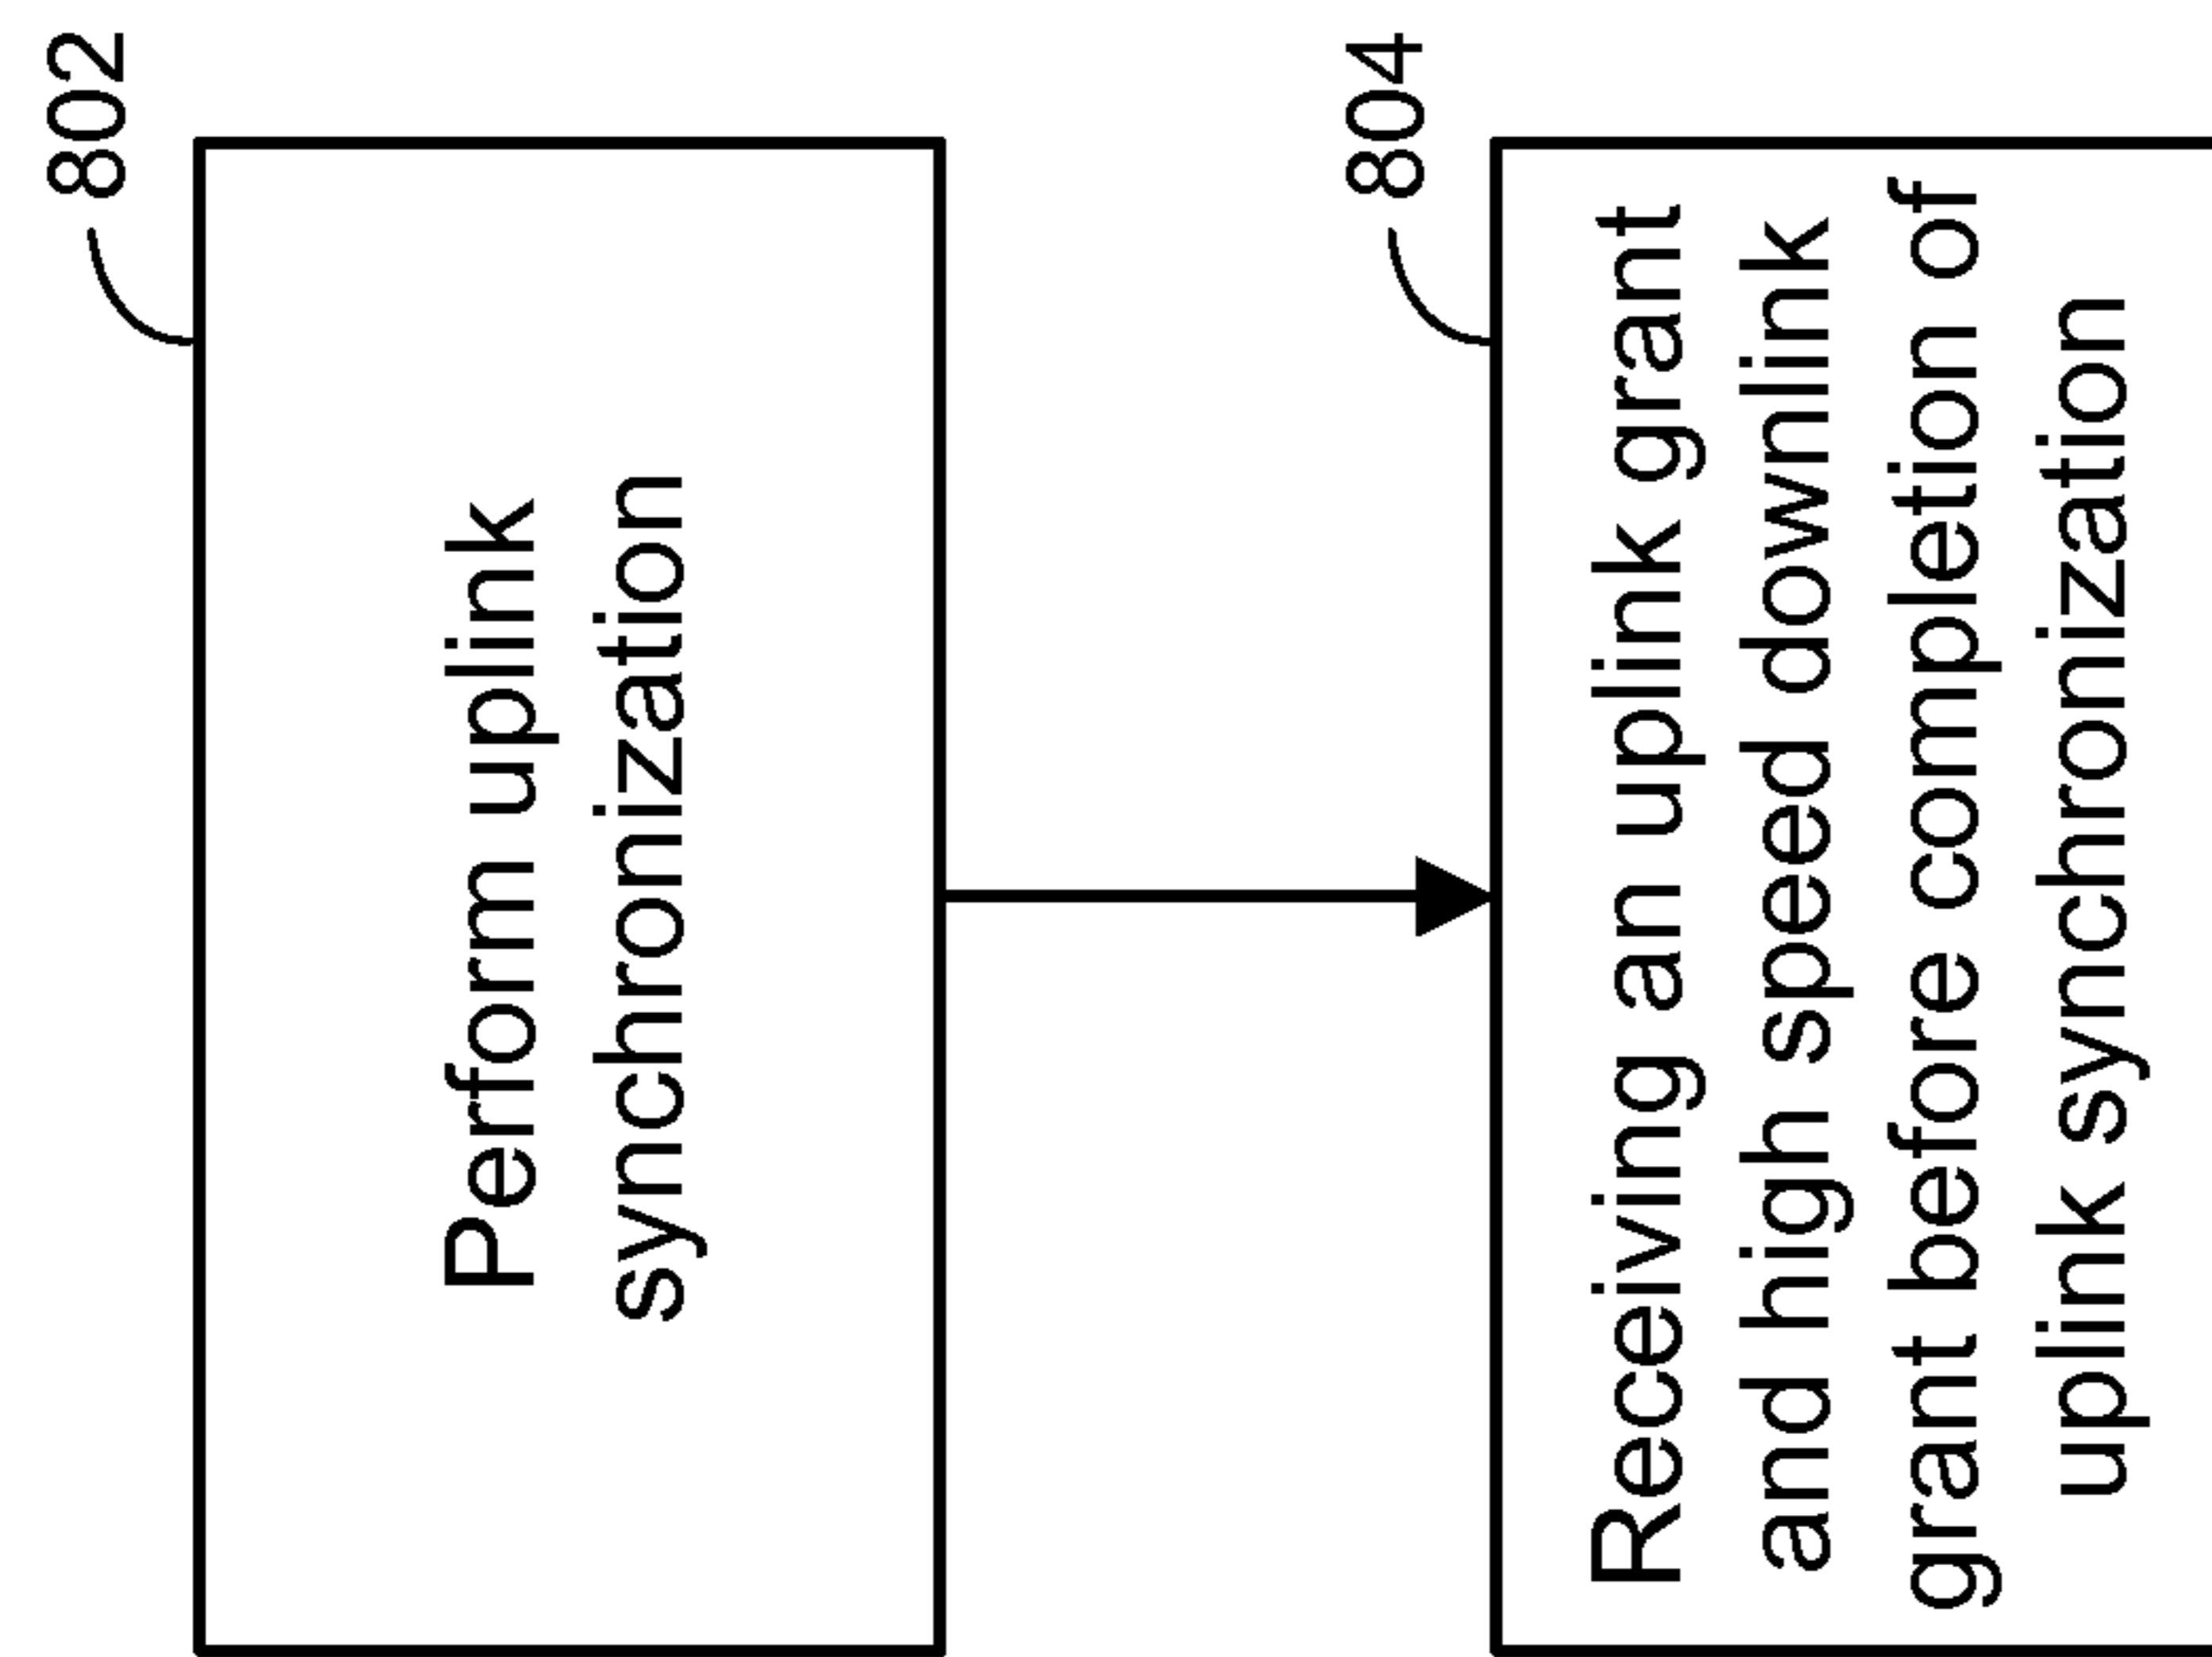 802
Perform uplink
synchronization
804
Receiving an uplink grant
and high speed downlink
grant before completion of
uplink synchronization